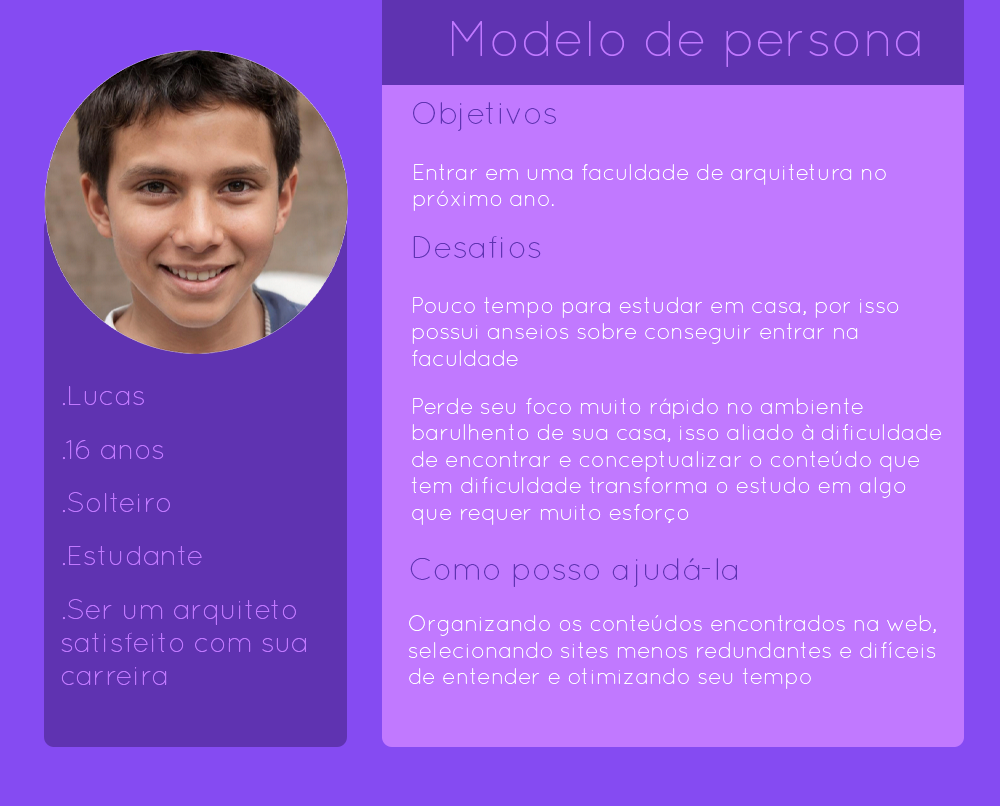 Modelo de persona
.Lucas
.16 anos
.Solteiro
.Estudante
.Ser um arquiteto
satisfeito com sua
carreira
Objetivos
Entrar em uma faculdade de arquitetura no
próximo ano.
Desafios
Pouco tempo para estudar em casa, por isso
possui anseios sobre conseguir entrar na
faculdade
Perde seu foco muito rápido no ambiente
barulhento de sua casa, isso aliado à dificuldade
de encontrar e conceptualizar o conteúdo que
tem dificuldade transforma o estudo em algo
que requer muito esforço
Como posso ajudá-la
Organizando os conteúdos encontrados na web,
selecionando sites menos redundantes e difíceis
de entender e otimizando seu tempo